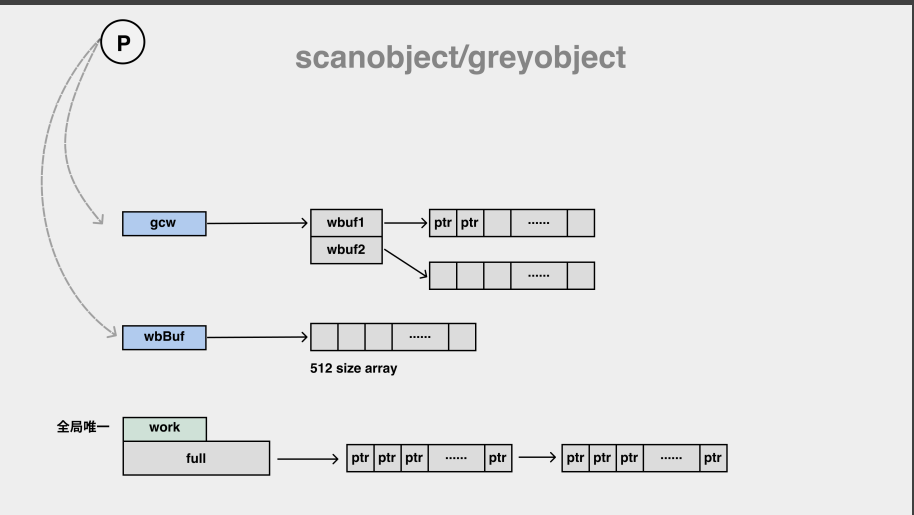 P
scanobject/greyobject
gcw
wbuf1
ptr ptr ......
wbuf2
......
wbBuf
......
512 size array
全局唯一
work
full
ptr ptr ptr ...... ptr
ptr ptr ptr ...... ptr